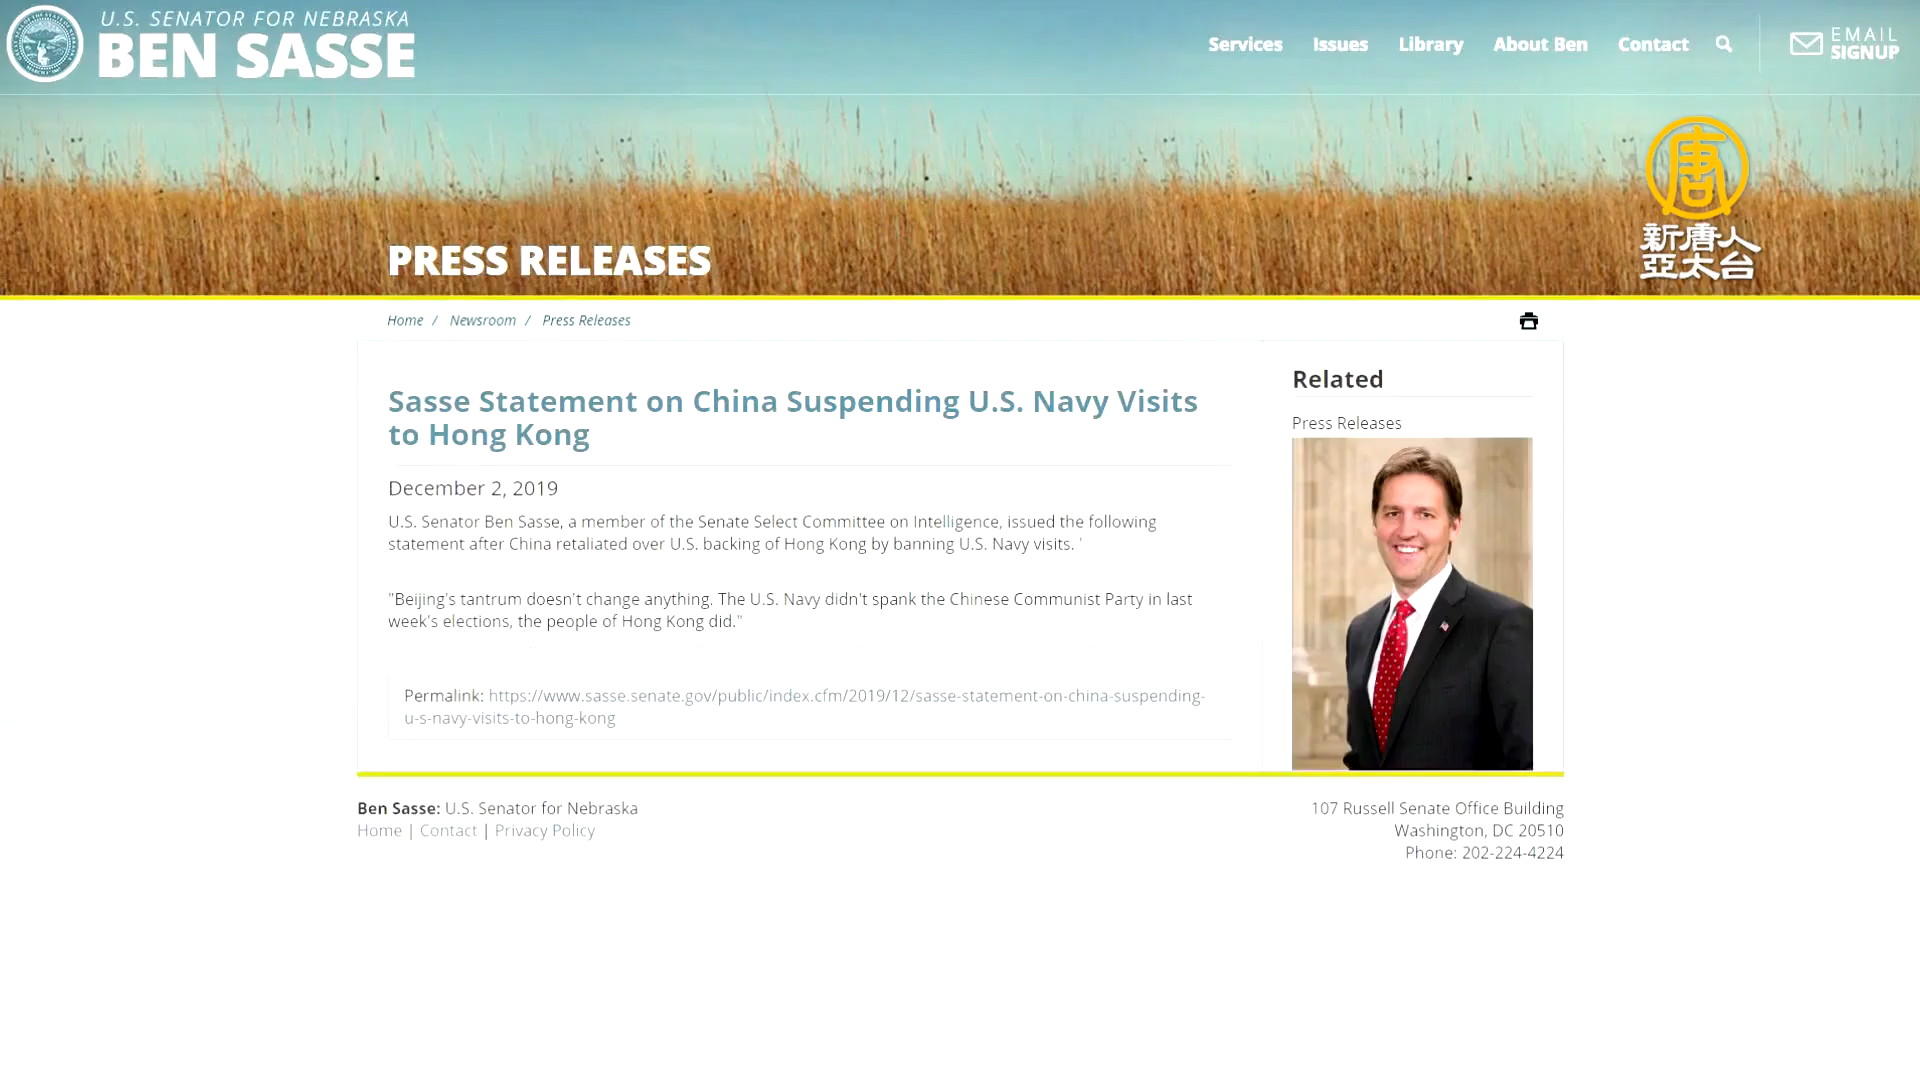 U.S. SENATOR FOR NEBRASKA
BEN SASSE
Services
Issues
Library
About Ben
Contact
EMAIL
SIGNUP
唐
新唐人
亞太台
PRESS RELEASES
Home / Newsroom / Press Releases
Sasse Statement on China Suspending U.S. Navy Visits
to Hong Kong
December 2, 2019
U.S. Senator Ben Sasse, a member of the Senate Select Committee on Intelligence, issued the following
statement after China retaliated over U.S. backing of Hong Kong by banning U.S. Navy visits.
"Beijing's tantrum doesn't change anything. The U.S. Navy didn't spank the Chinese Communist Party in last
week's elections, the people of Hong Kong did."
Permalink: https://www.sasse.senate.gov/public/index.cfm/2019/12/sasse-statement-on-china-suspending-
u-s-navy-visits-to-hong-kong
Related
Press Releases
Ben Sasse: U.S. Senator for Nebraska
Home | Contact | Privacy Policy
107 Russell Senate Office Building
Washington, DC 20510
Phone: 202-224-4224